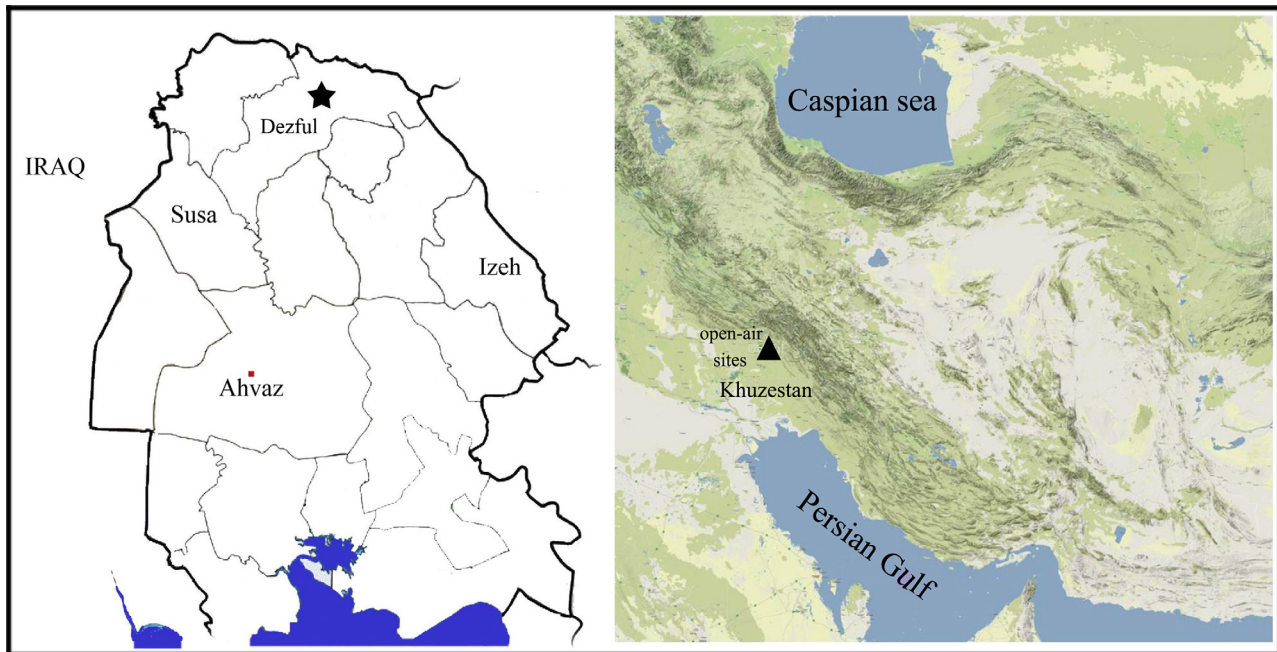 Dezful
IRAQ
Susa
Izeh
Ahvaz
Caspian sea
open-air
sites
Khuzestan
Persian Gulf